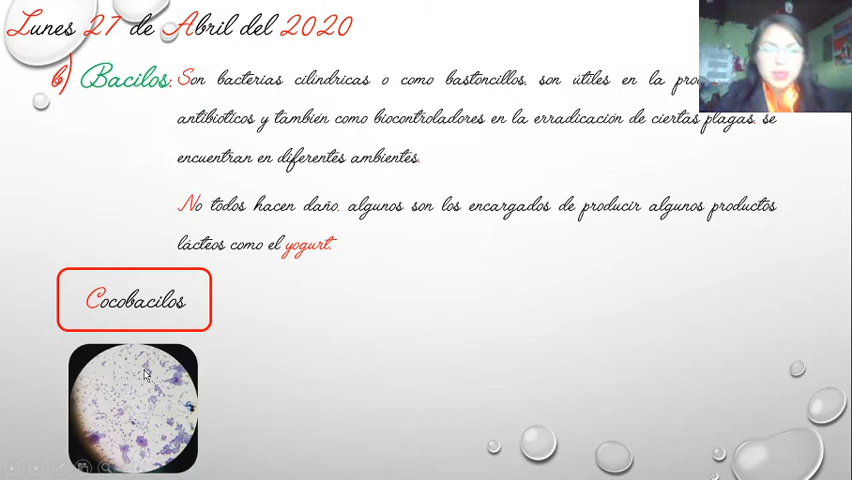 Lunes 27 de Abril del 2020
b) Bacilos: Son bacterias cilíndricas o como bastoncillos, son útiles en la
antibióticos y también como biocontroladores en la erradicación de ciertas plagas, se
encuentran en diferentes ambientes.
No todos hacen daño, algunos son los encargados de producir algunos productos
lácteos como el yogurt.
Cocobacilos